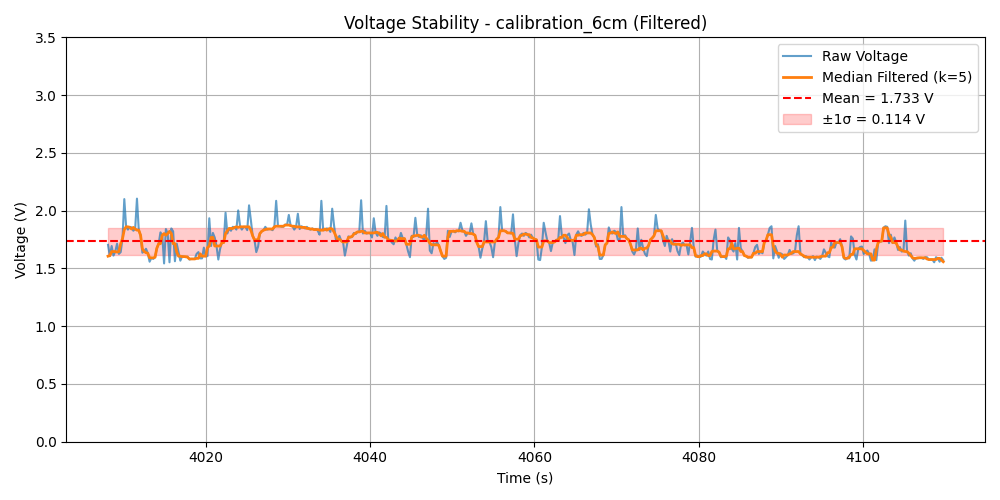 Voltage Stability - calibration_6cm (Filtered)
Raw Voltage
Median Filtered (k=5)
Mean = 1.733 V
±1σ = 0.114 V
Voltage (V)
3.5
3.0
2.5
2.0
1.5
1.0
0.5
0.0
4020 4040 4060 4080 4100
Time (s)